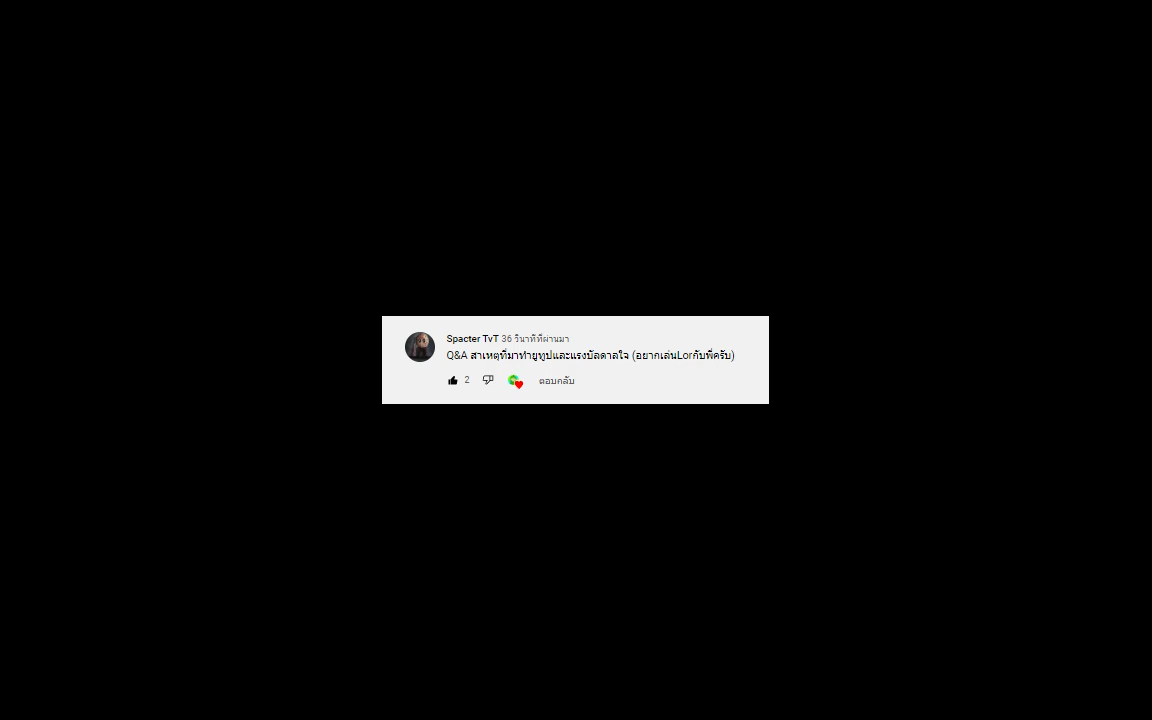 Spacter TvT 36 วินาทีที่ผ่านมา
Q&A สาเหตุที่มาทำยูทูปและแรงบัลดาลใจ (อยากเล่นLorกับพี่ครับ)
2 ตอบกลับ